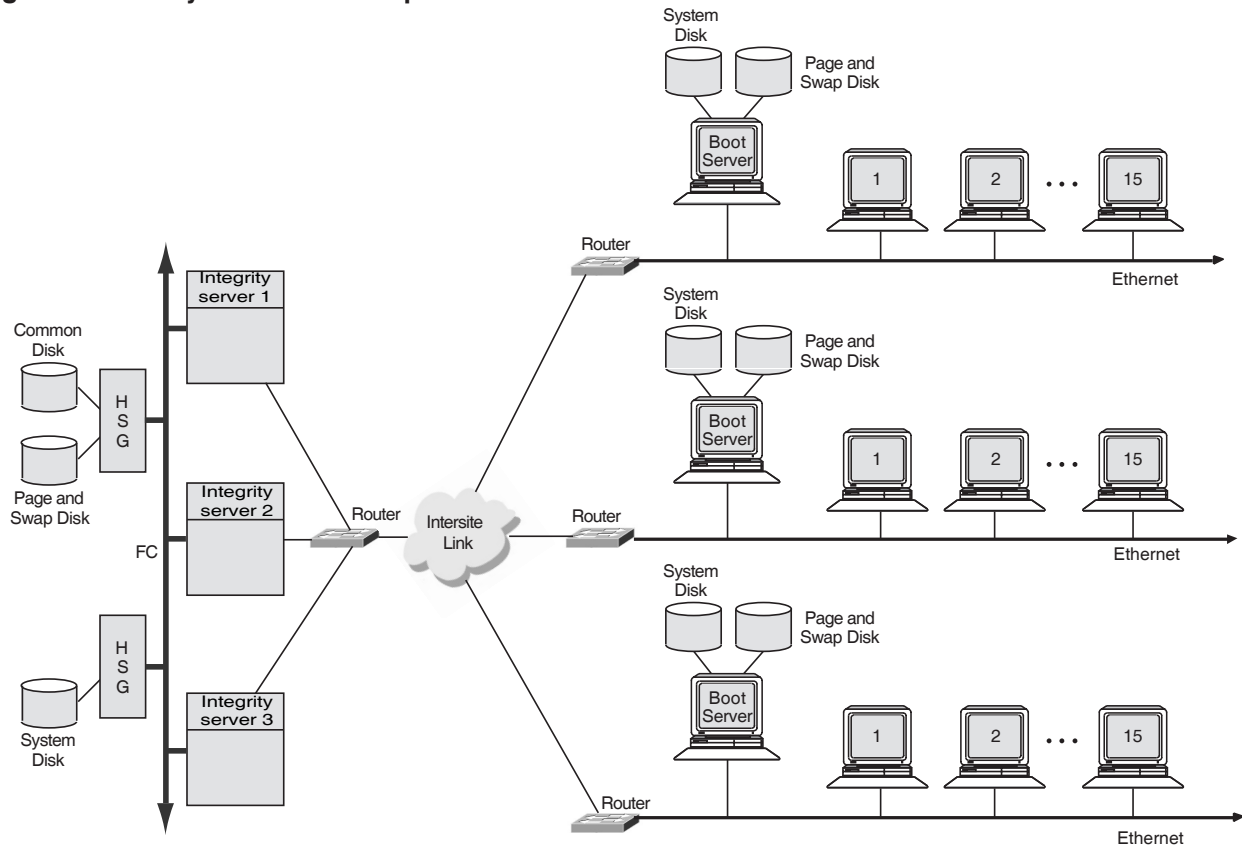 System
Disk
Page and
Swap Disk
Boot
Server
1
2
• • •
15
Router
Ethernet
Integrity
server 1
Common
Disk
H
S
G
Page and
Swap Disk
FC
Integrity
server 2
Router
Intersite
Link
Router
System
Disk
Page and
Swap Disk
Boot
Server
1
2
• • •
15
Ethernet
H
S
G
System
Disk
Integrity
server 3
System
Disk
Page and
Swap Disk
Boot
Server
1
2
• • •
15
Router
Ethernet